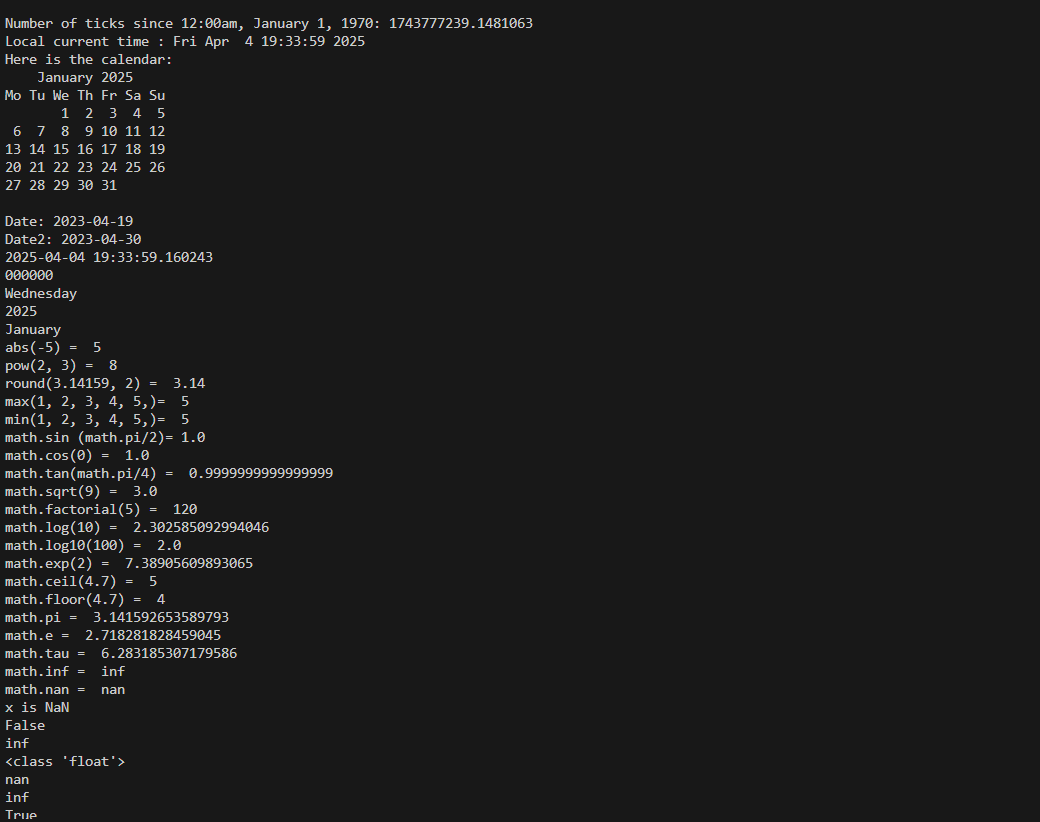 Number of ticks since 12:00am, January 1, 1970: 1743777239.1481063
Local current time : Fri Apr  4 19:33:59 2025
Here is the calendar:
    January 2025
Mo Tu We Th Fr Sa Su
       1  2  3  4  5
 6  7  8  9 10 11 12
13 14 15 16 17 18 19
20 21 22 23 24 25 26
27 28 29 30 31

Date: 2023-04-19
Date2: 2023-04-30
2025-04-04 19:33:59.160243
000000
Wednesday
2025
January
abs(-5) =  5
pow(2, 3) =  8
round(3.14159, 2) =  3.14
max(1, 2, 3, 4, 5,)=  5
min(1, 2, 3, 4, 5,)=  5
math.sin (math.pi/2)= 1.0
math.cos(0) =  1.0
math.tan(math.pi/4) =  0.9999999999999999
math.sqrt(9) =  3.0
math.factorial(5) =  120
math.log(10) =  2.302585092994046
math.log10(100) =  2.0
math.exp(2) =  7.38905609893065
math.ceil(4.7) =  5
math.floor(4.7) =  4
math.pi =  3.141592653589793
math.e =  2.718281828459045
math.tau =  6.283185307179586
math.inf =  inf
math.nan =  nan
x is NaN
False
inf
<class 'float'>
nan
inf
True